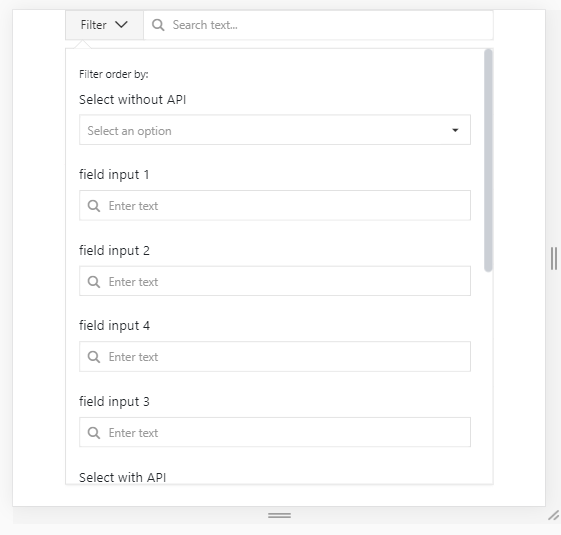 Filter
Search text...
Filter order by:
Select without API
Select an option
field input 1
Enter text
field input 2
Enter text
field input 4
Enter text
field input 3
Enter text
Select with API